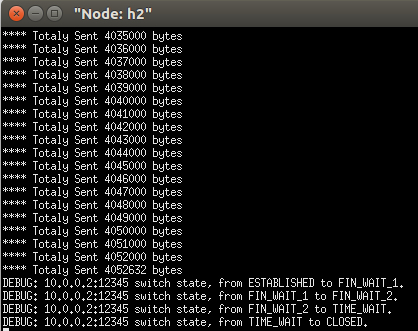 "Node: h2"
**** Totaly Sent 4035000 bytes
**** Totaly Sent 4036000 bytes
**** Totaly Sent 4037000 bytes
**** Totaly Sent 4038000 bytes
**** Totaly Sent 4039000 bytes
**** Totaly Sent 4040000 bytes
**** Totaly Sent 4041000 bytes
**** Totaly Sent 4042000 bytes
**** Totaly Sent 4043000 bytes
**** Totaly Sent 4044000 bytes
**** Totaly Sent 4045000 bytes
**** Totaly Sent 4046000 bytes
**** Totaly Sent 4047000 bytes
**** Totaly Sent 4048000 bytes
**** Totaly Sent 4049000 bytes
**** Totaly Sent 4050000 bytes
**** Totaly Sent 4051000 bytes
**** Totaly Sent 4052000 bytes
**** Totaly Sent 4052632 bytes
DEBUG: 10.0.0.2:12345 switch state, from ESTABLISHED to FIN_WAIT_1.
DEBUG: 10.0.0.2:12345 switch state, from FIN_WAIT_1 to FIN_WAIT_2.
DEBUG: 10.0.0.2:12345 switch state, from FIN_WAIT_2 to TIME_WAIT.
DEBUG: 10.0.0.2:12345 switch state, from TIME_WAIT to CLOSED.